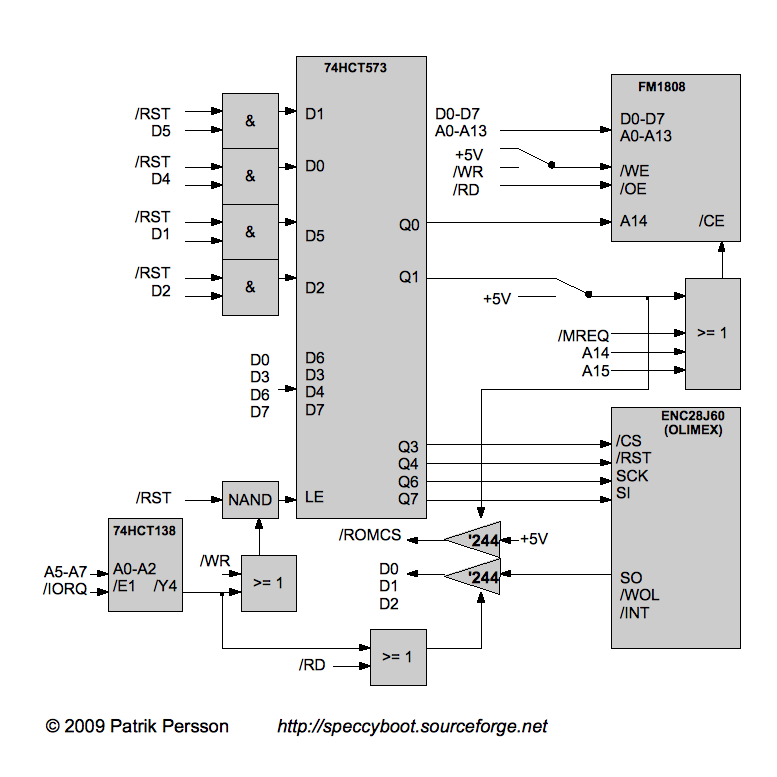 74HCT573
/RST
D5
&
D1
/RST
D4
&
D0
/RST
D1
&
D5
/RST
D2
&
D2
D0
D3
D6
D7
D6
D3
D4
D7
Q0
Q1
Q3
Q4
Q6
Q7
/RST
NAND
LE
FM1808
D0-D7
A0-A13
D0-D7
A0-A13
+5V
/WR
/RD
/WE
/OE
A14
/CE
+5V
/MREQ
A14
A15
>= 1
ENC28J60
(OLIMEX)
/CS
/RST
SCK
SI
SO
/WOL
/INT
/ROMCS
'244
+5V
D0
D1
D2
'244
74HCT138
A5-A7
/IORQ
A0-A2
/E1
/Y4
/WR
>= 1
/RD
>= 1
© 2009 Patrik Persson
http://speccyboot.sourceforge.net